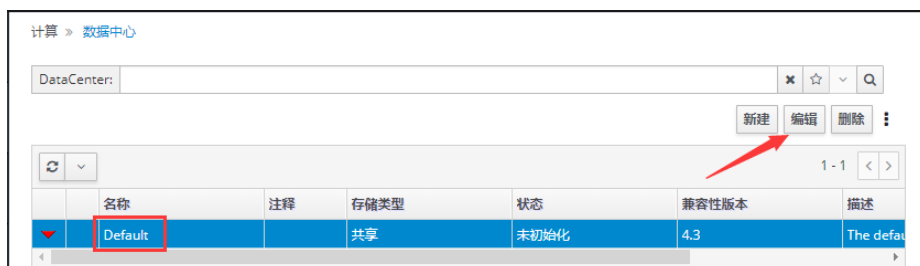 计算 » 数据中心
DataCenter:
新建 编辑 删除
1 - 1
名称 注释 存储类型 状态 兼容性版本 描述
Default 共享 未初始化 4.3 The defau